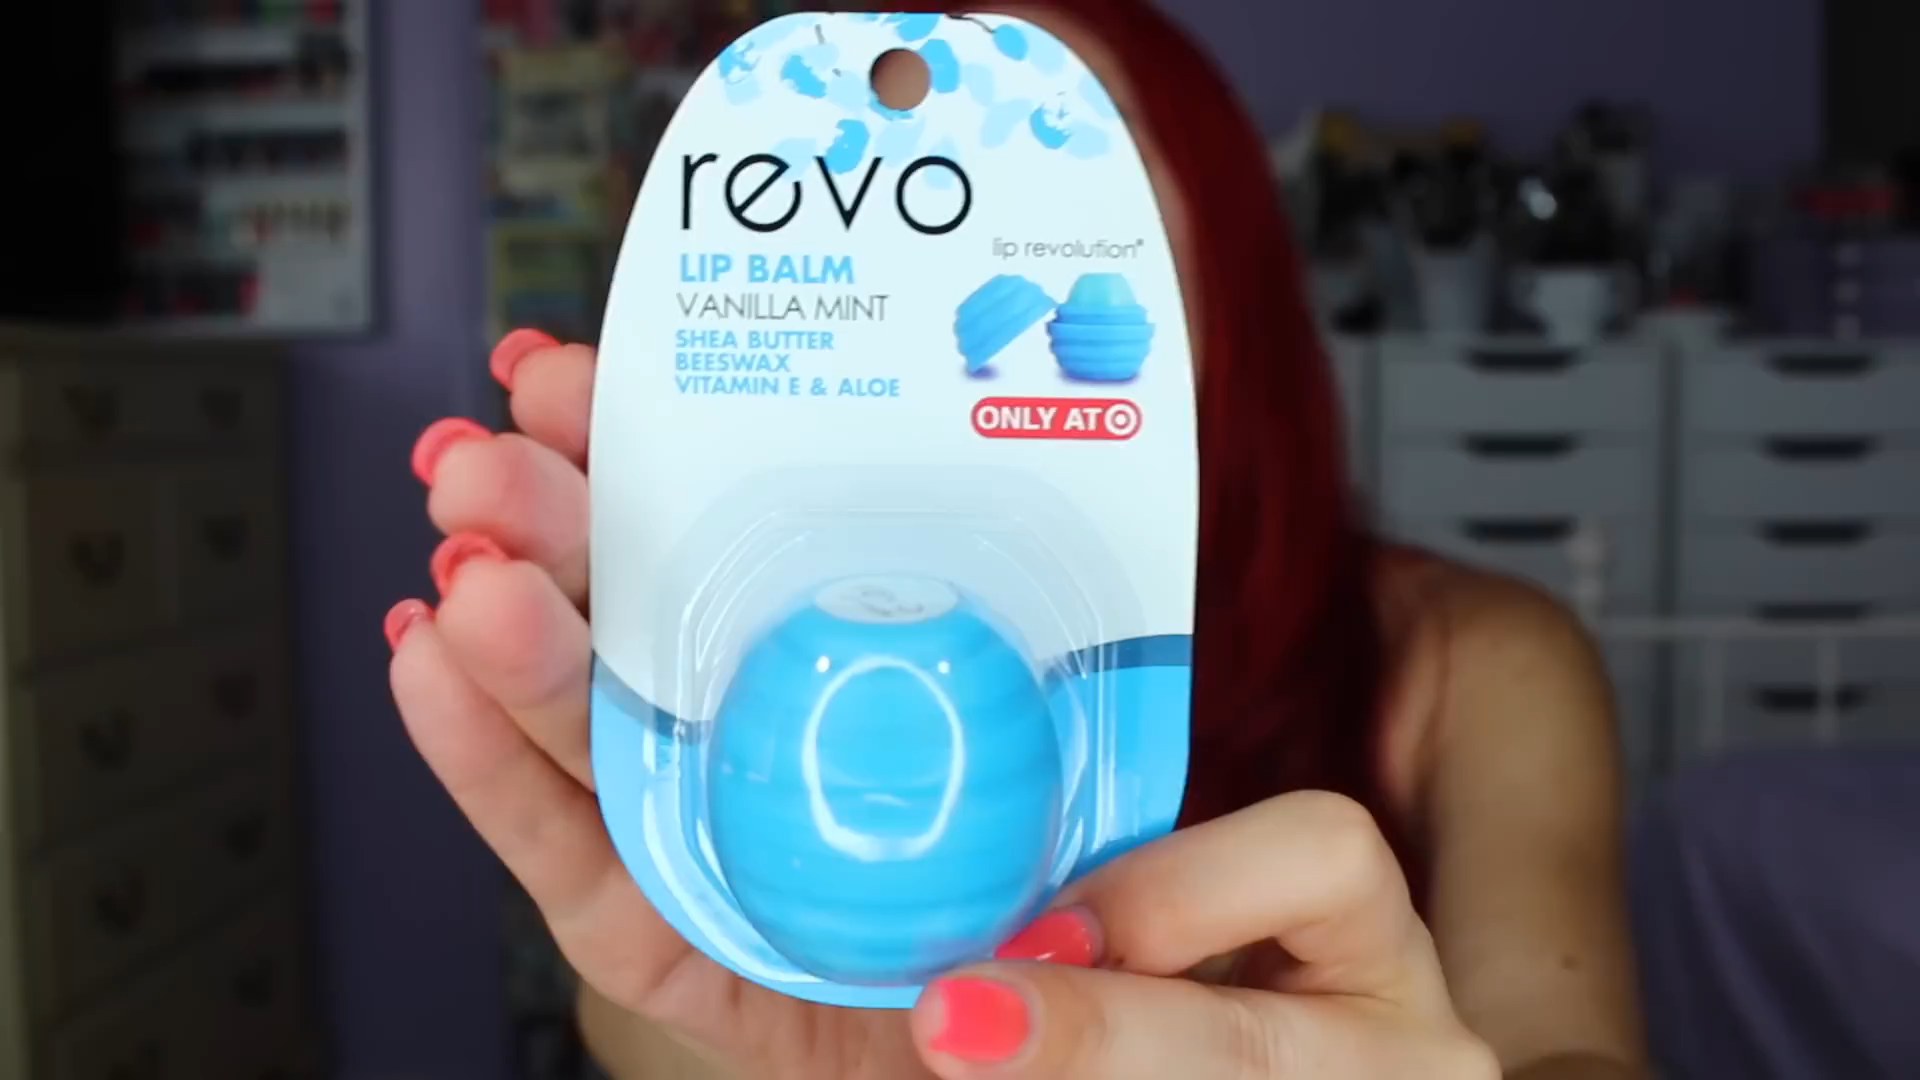 revo
lip revolution®
LIP BALM
VANILLA MINT
SHEA BUTTER
BEESWAX
VITAMIN E & ALOE
ONLY AT